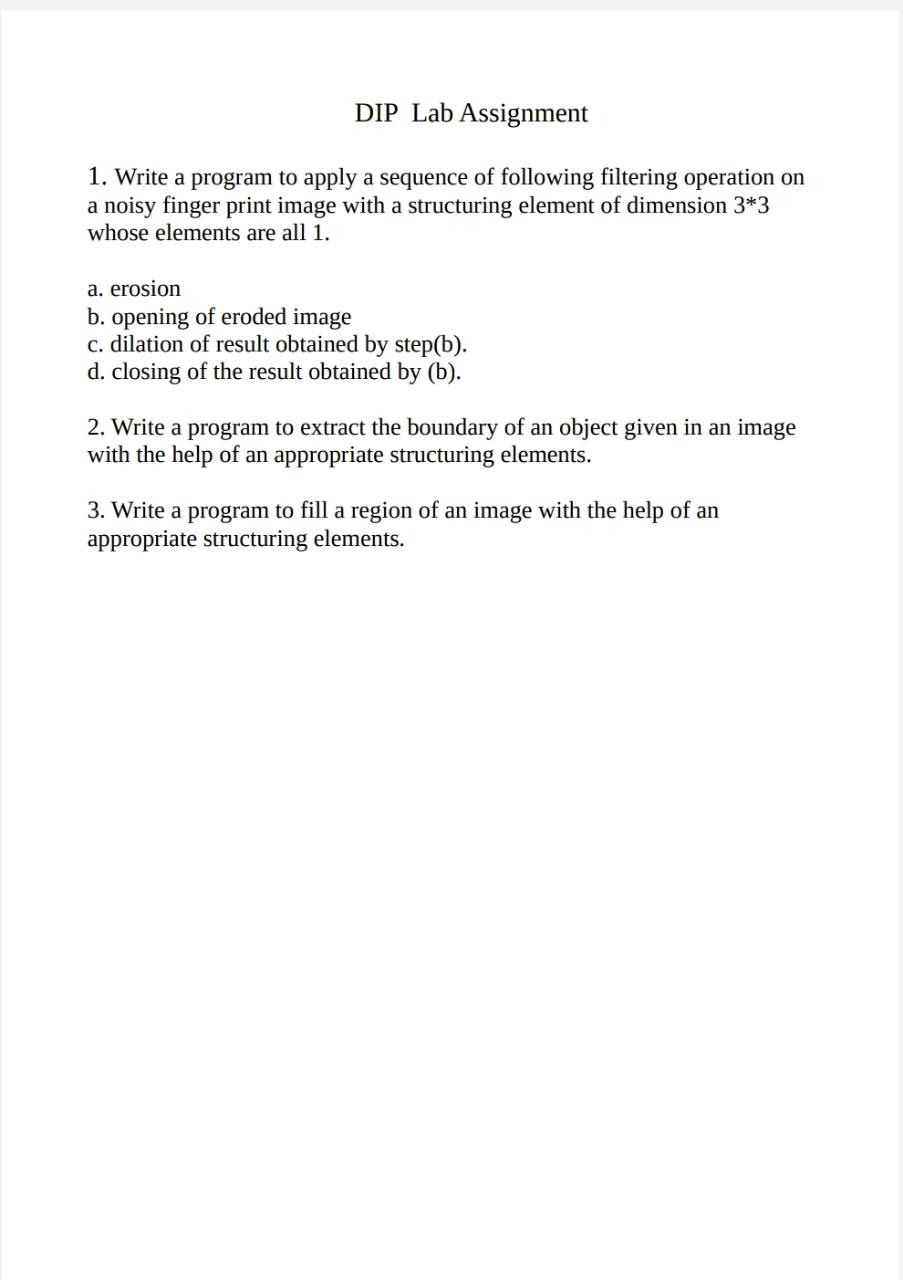 DIP  Lab Assignment
1. Write a program to apply a sequence of following filtering operation on
a noisy finger print image with a structuring element of dimension 3*3
whose elements are all 1.
a. erosion
b. opening of eroded image
c. dilation of result obtained by step(b).
d. closing of the result obtained by (b).
2. Write a program to extract the boundary of an object given in an image
with the help of an appropriate structuring elements.
3. Write a program to fill a region of an image with the help of an
appropriate structuring elements.